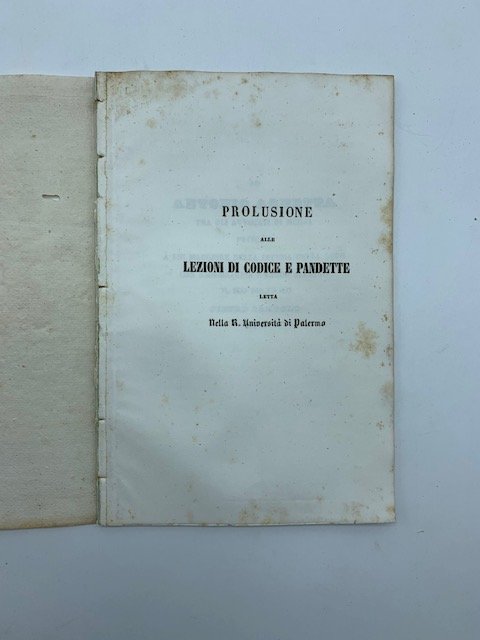 PROLUSIONE
ALLE
LEZIONI DI CODICE E PANDETTE
LETTA
Nella R. Università di Palermo